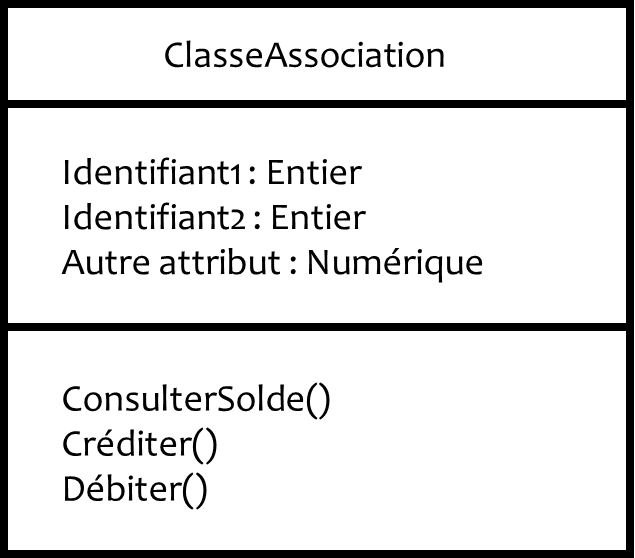 ClasseAssociation
Identifiant1 : Entier
Identifiant2 : Entier
Autre attribut : Numérique
ConsulterSolde()
Créditer()
Débiter()